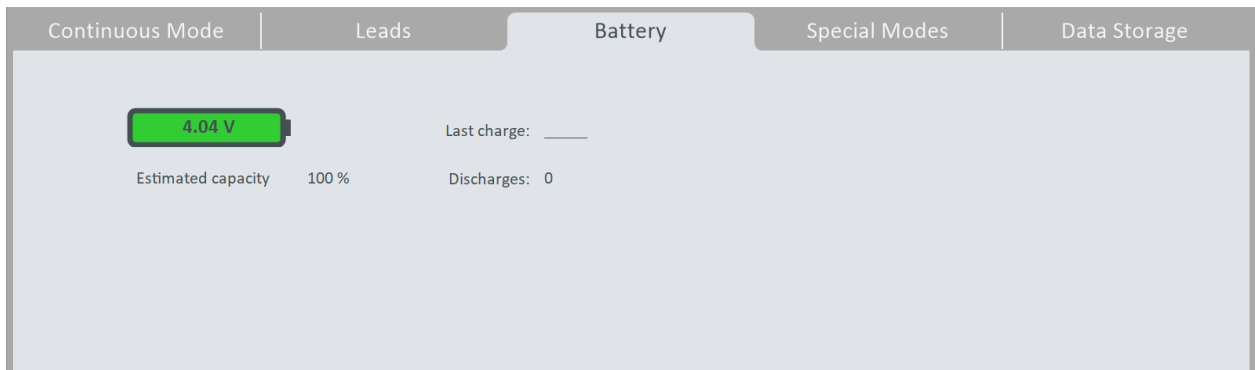 Continuous Mode Leads Battery Special Modes Data Storage
4.04 V
Last charge: _____
Estimated capacity 100 % Discharges: 0